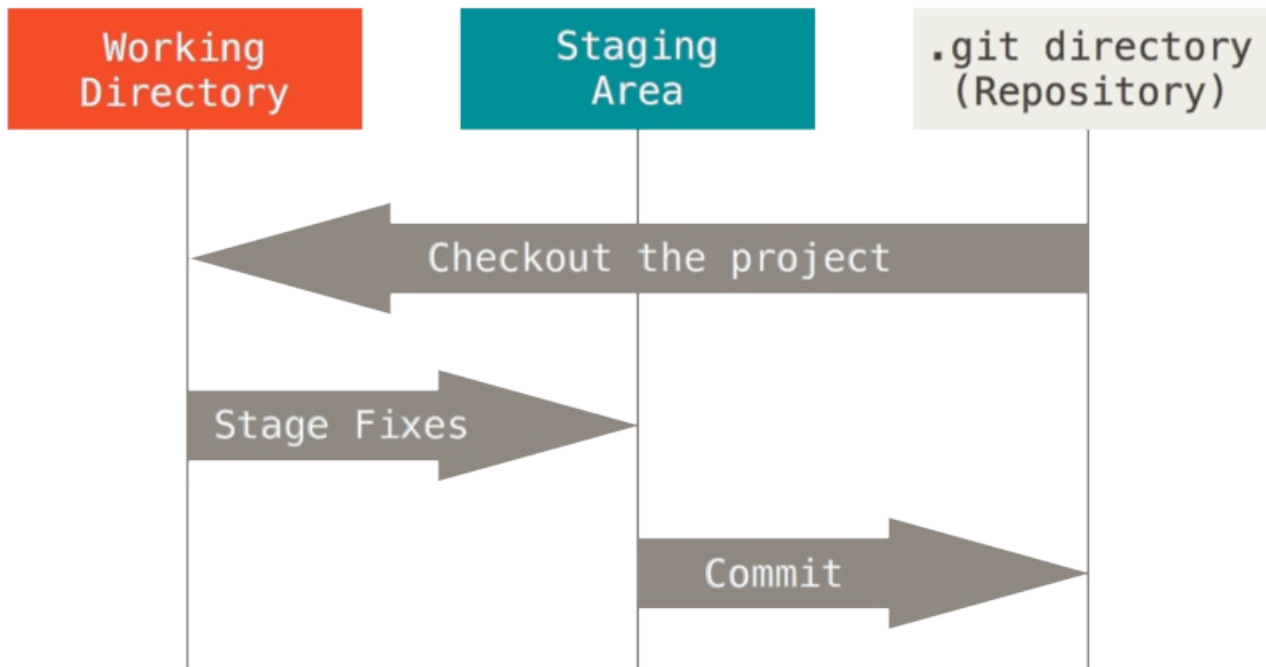 Working
Directory
Staging
Area
.git directory
(Repository)
Checkout the project
Stage Fixes
Commit